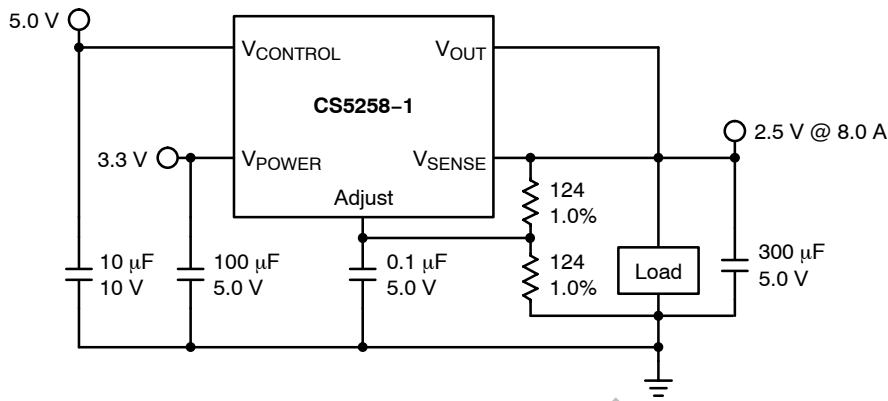 5.0 V
VCONTROL
VOUT
CS5258−1
3.3 V
VPOWER
VSENSE
2.5 V @ 8.0 A
Adjust
124
1.0%
10 μF
10 V
100 μF
5.0 V
0.1 μF
5.0 V
124
1.0%
Load
300 μF
5.0 V